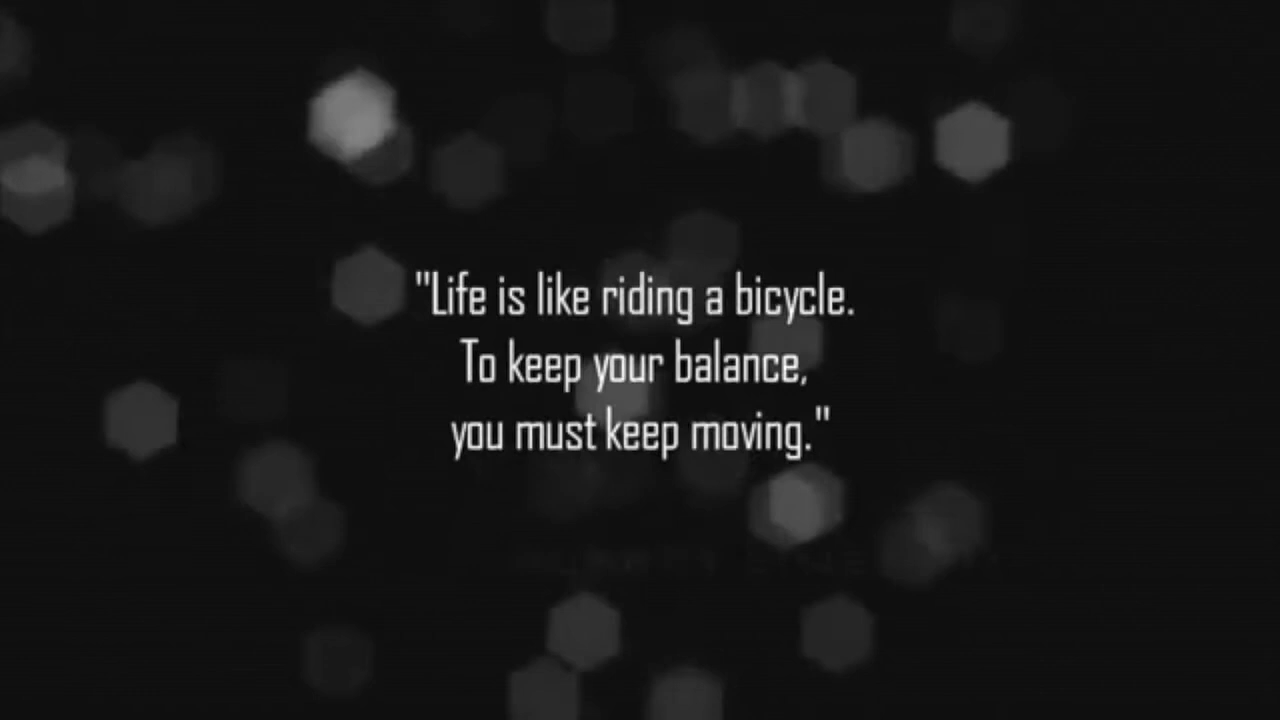 "Life is like riding a bicycle.
To keep your balance,
you must keep moving."